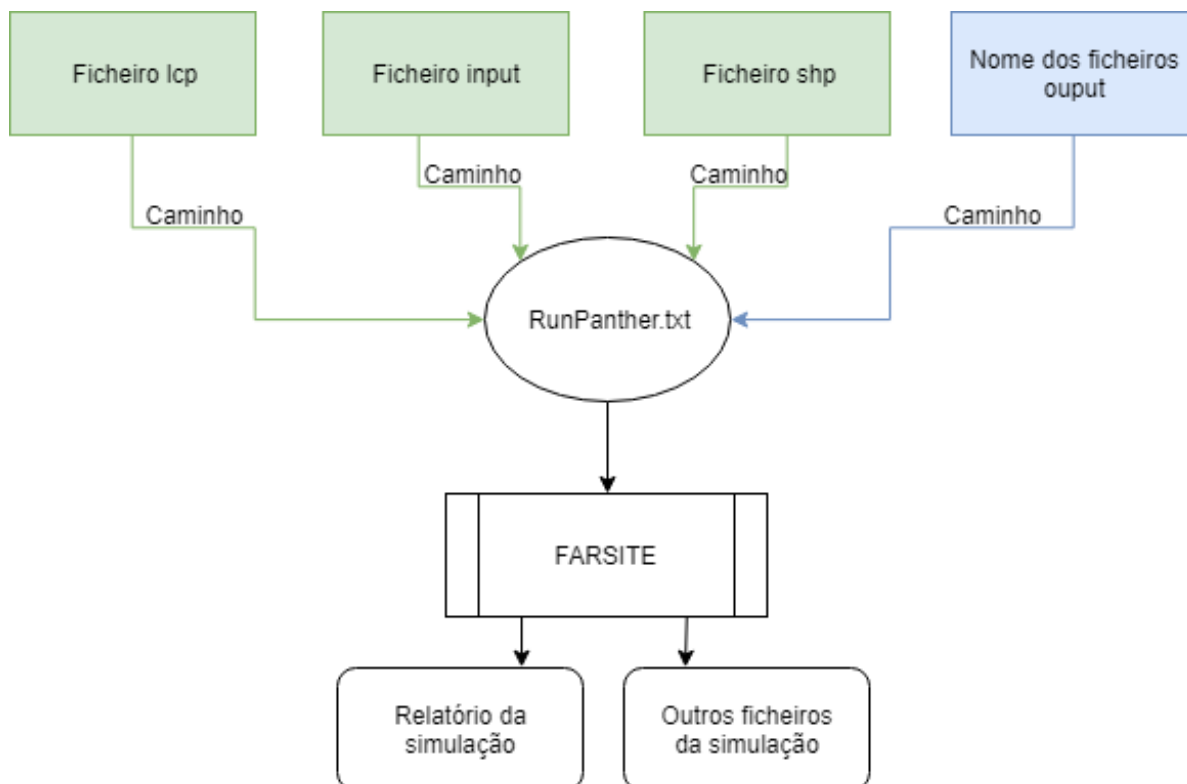 Ficheiro lcp
Ficheiro input
Ficheiro shp
Nome dos ficheiros
ouput
Caminho
Caminho
Caminho
Caminho
RunPanther.txt
FARSITE
Relatório da
simulação
Outros ficheiros
da simulação